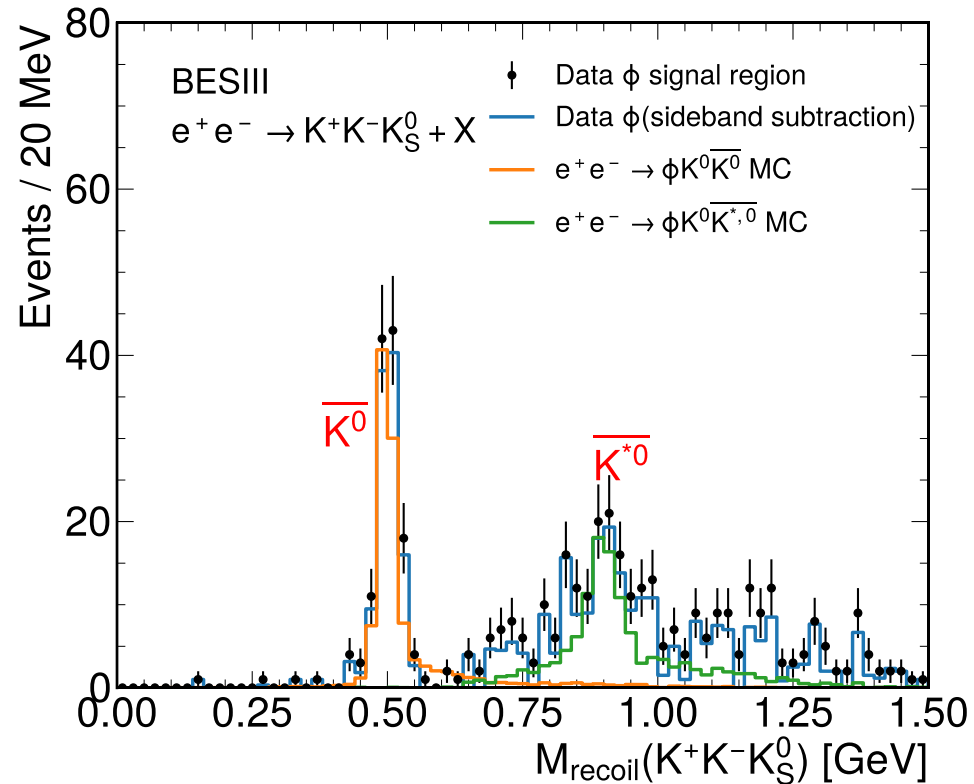 Events / 20 MeV
80
60
40
20
0
BESIII
e⁺e⁻ → K⁺K⁻K⁰_S + X
Data ϕ signal region
Data ϕ(sideband subtraction)
e⁺e⁻ → ϕK⁰K̅⁰ MC
e⁺e⁻ → ϕK⁰K̅*,⁰ MC
K̅⁰
K̅*⁰
0.00 0.25 0.50 0.75 1.00 1.25 1.50
M_recoil(K⁺K⁻K⁰_S) [GeV]